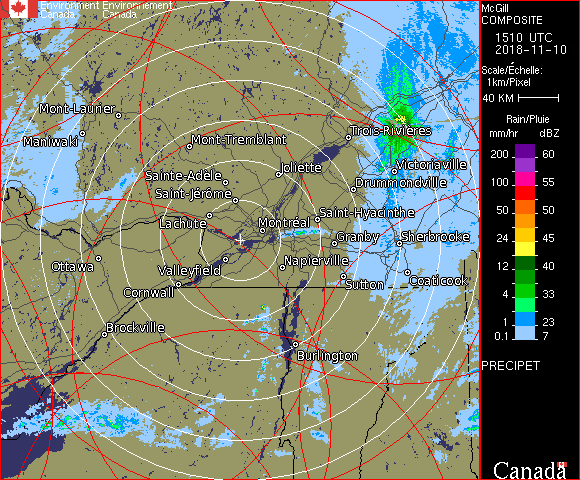 Environment Environnement
Canada Canada
Mont-Laurier
Maniwaki
Mont-Tremblant
Trois-Rivières
Joliette
Victoriaville
Sainte-Adèle
Drummondville
Saint-Jérôme
Lachute
Saint-Hyacinthe
Montréal
Granby
Sherbrooke
Ottawa
Valleyfield
Napierville
Cornwall
Sutton
Coaticook
Brockville
Burlington
McGill
COMPOSITE
1510 UTC
2018-11-10
Scale/Échelle:
1km/Pixel
40 KM
Rain/Pluie
mm/hr dBZ
200 60
100 55
50 50
24 45
12 40
4 33
1 23
0.1 7
PRECIPET
Canada